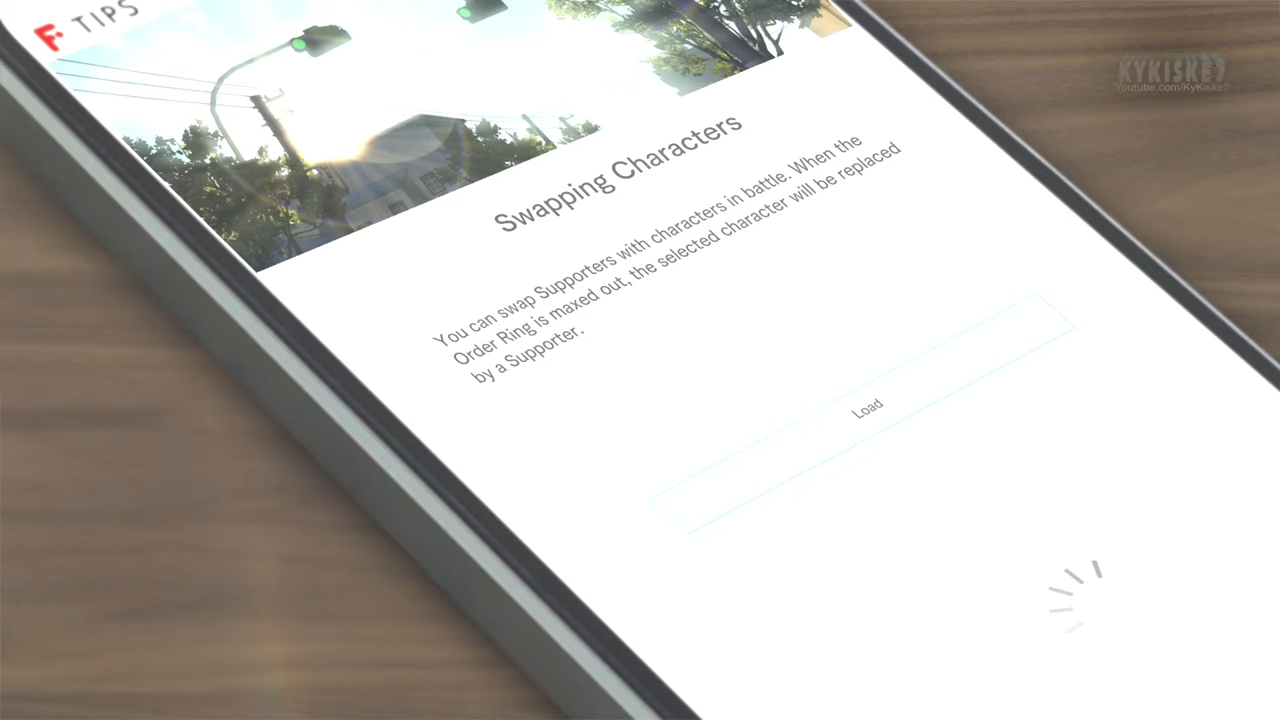 F TIPS
KYKISKE7
Youtube.com/KyKiske7
Swapping Characters
You can swap Supporters with characters in battle. When the
Order Ring is maxed out, the selected character will be replaced
by a Supporter.
Load